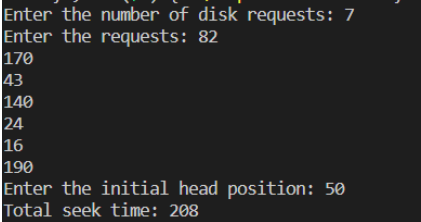 Enter the number of disk requests: 7
Enter the requests: 82
170
43
140
24
16
190
Enter the initial head position: 50
Total seek time: 208